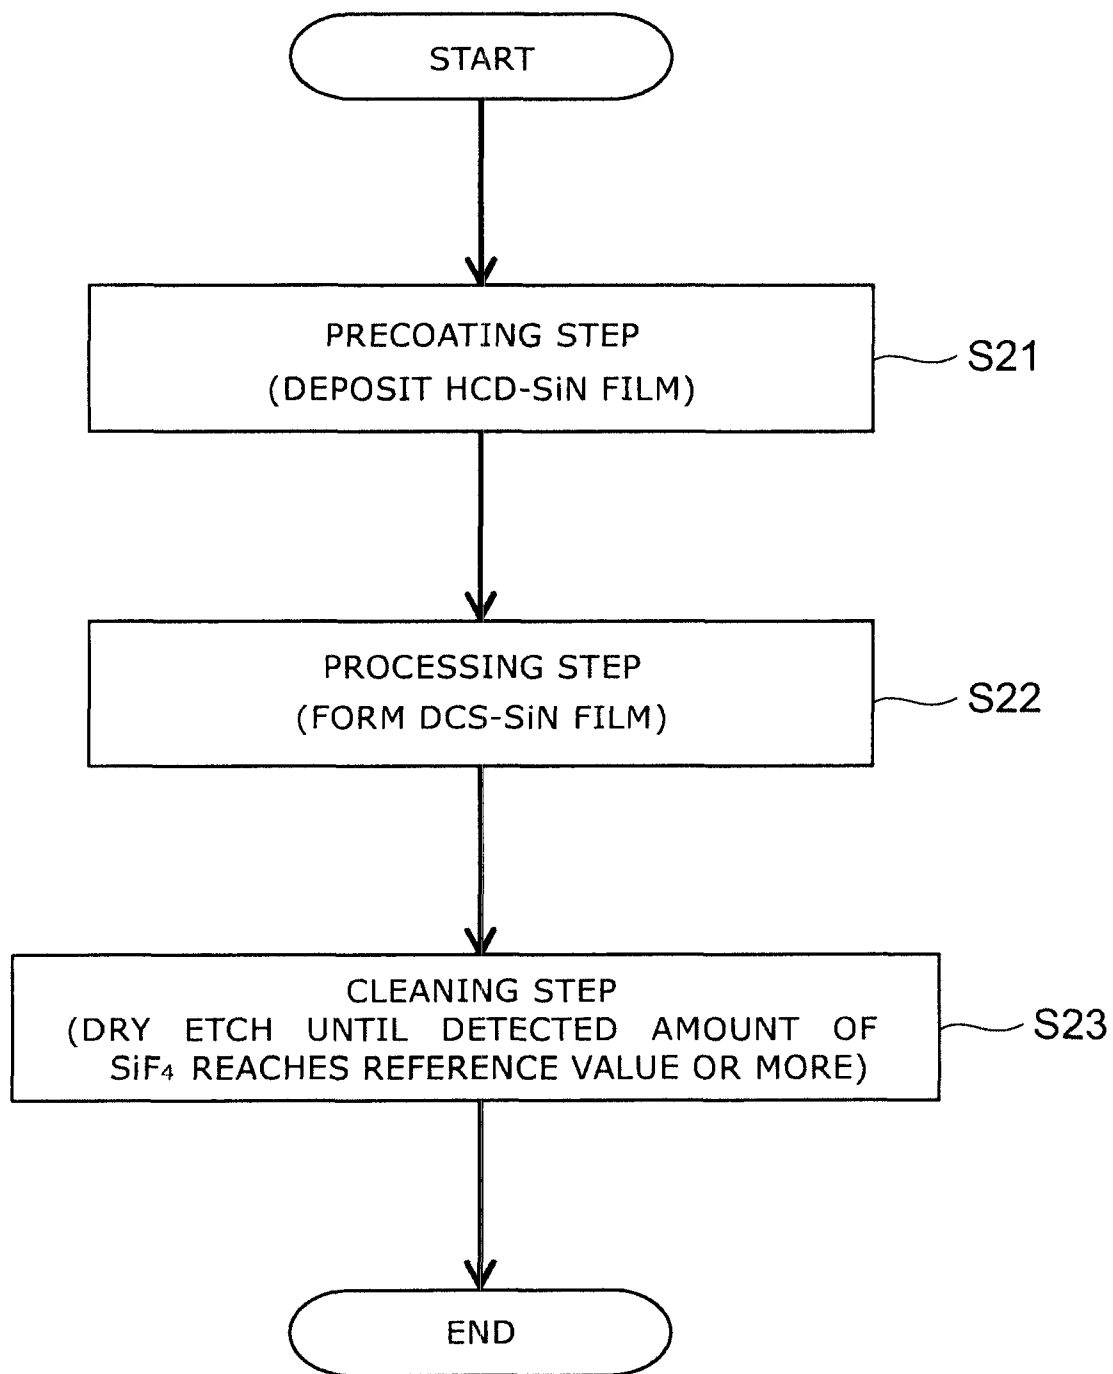 START
PRECOATING STEP
(DEPOSIT HCD-SiN FILM)
S21
PROCESSING STEP
(FORM DCS-SiN FILM)
S22
CLEANING STEP
(DRY ETCH UNTIL DETECTED AMOUNT OF
SiF₄ REACHES REFERENCE VALUE OR MORE)
S23
END